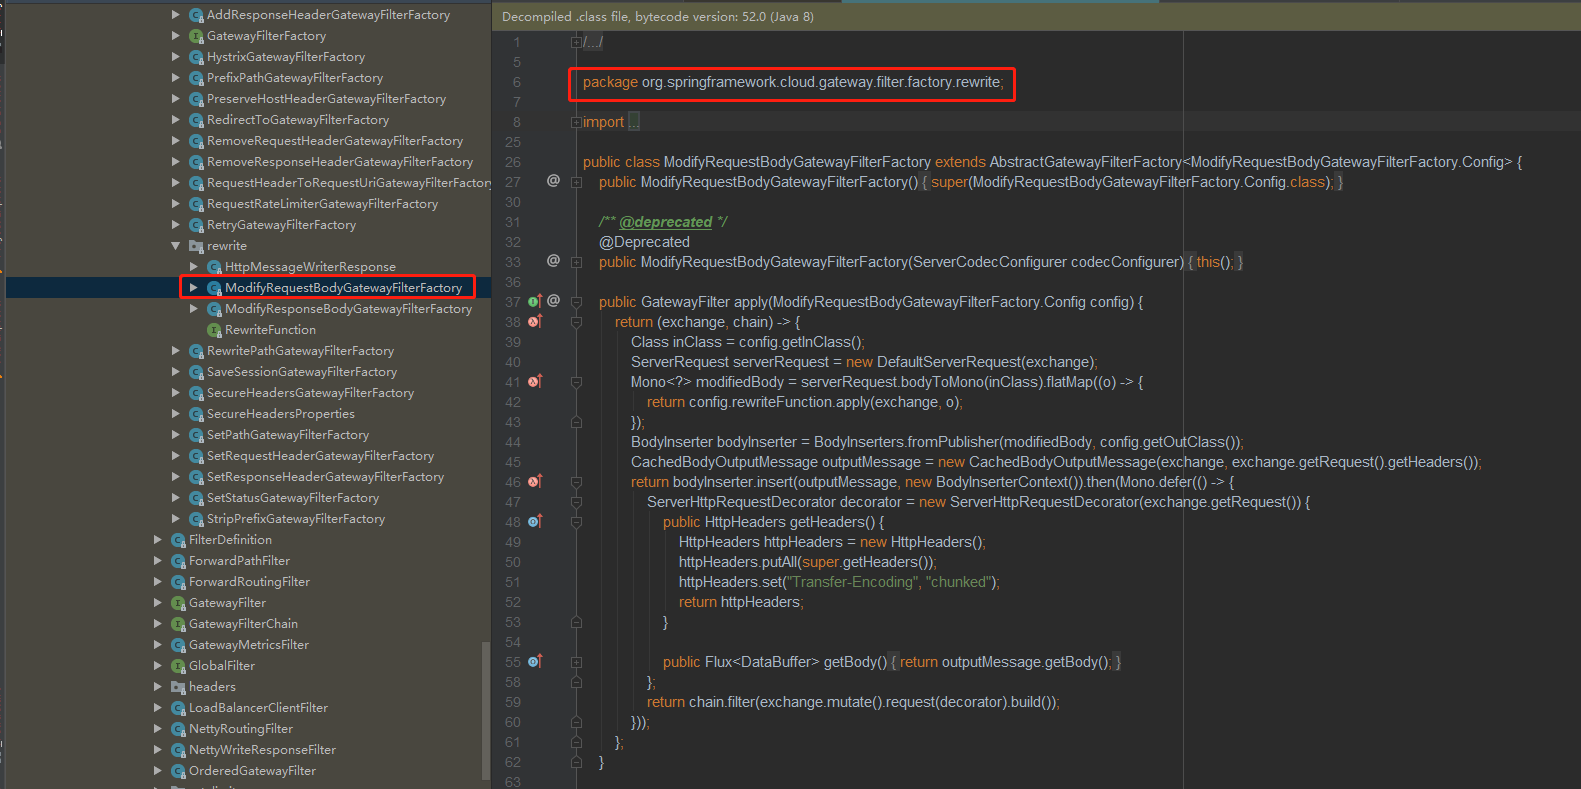 AddResponseHeaderGatewayFilterFactory
GatewayFilterFactory
HystrixGatewayFilterFactory
PrefixPathGatewayFilterFactory
PreserveHostHeaderGatewayFilterFactory
RedirectToGatewayFilterFactory
RemoveRequestHeaderGatewayFilterFactory
RemoveResponseHeaderGatewayFilterFactory
RequestHeaderToRequestUriGatewayFilterFactory
RequestRateLimiterGatewayFilterFactory
RetryGatewayFilterFactory
rewrite
HttpMessageWriterResponse
ModifyRequestBodyGatewayFilterFactory
ModifyResponseBodyGatewayFilterFactory
RewriteFunction
RewritePathGatewayFilterFactory
SaveSessionGatewayFilterFactory
SecureHeadersGatewayFilterFactory
SecureHeadersProperties
SetPathGatewayFilterFactory
SetRequestHeaderGatewayFilterFactory
SetResponseHeaderGatewayFilterFactory
SetStatusGatewayFilterFactory
StripPrefixGatewayFilterFactory
FilterDefinition
ForwardPathFilter
ForwardRoutingFilter
GatewayFilter
GatewayFilterChain
GatewayMetricsFilter
GlobalFilter
headers
LoadBalancerClientFilter
NettyRoutingFilter
NettyWriteResponseFilter
OrderedGatewayFilter
Decompiled .class file, bytecode version: 52.0 (Java 8)
1 /.../
5
6 package org.springframework.cloud.gateway.filter.factory.rewrite;
7
8 import ...
25
26 public class ModifyRequestBodyGatewayFilterFactory extends AbstractGatewayFilterFactory<ModifyRequestBodyGatewayFilterFactory.Config> {
27 @ public ModifyRequestBodyGatewayFilterFactory() { super(ModifyRequestBodyGatewayFilterFactory.Config.class); }
30
31 /** @deprecated */
32 @Deprecated
33 @ public ModifyRequestBodyGatewayFilterFactory(ServerCodecConfigurer codecConfigurer) { this(); }
36
37 @ public GatewayFilter apply(ModifyRequestBodyGatewayFilterFactory.Config config) {
38 return (exchange, chain) -> {
39 Class inClass = config.getInClass();
40 ServerRequest serverRequest = new DefaultServerRequest(exchange);
41 Mono<?> modifiedBody = serverRequest.bodyToMono(inClass).flatMap((o) -> {
42 return config.rewriteFunction.apply(exchange, o);
43 });
44 BodyInserter bodyInserter = BodyInserters.fromPublisher(modifiedBody, config.getOutClass());
45 CachedBodyOutputMessage outputMessage = new CachedBodyOutputMessage(exchange, exchange.getRequest().getHeaders());
46 return bodyInserter.insert(outputMessage, new BodyInserterContext()).then(Mono.defer(() -> {
47 ServerHttpRequestDecorator decorator = new ServerHttpRequestDecorator(exchange.getRequest()) {
48 public HttpHeaders getHeaders() {
49 HttpHeaders httpHeaders = new HttpHeaders();
50 httpHeaders.putAll(super.getHeaders());
51 httpHeaders.set("Transfer-Encoding", "chunked");
52 return httpHeaders;
53 }
54
55 public Flux<DataBuffer> getBody() { return outputMessage.getBody(); }
58 };
59 return chain.filter(exchange.mutate().request(decorator).build());
60 }));
61 };
62 }
63